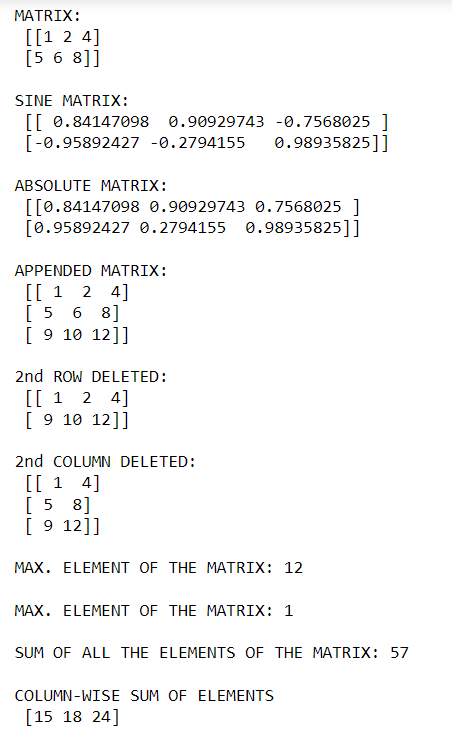 MATRIX:
[[1 2 4]
[5 6 8]]
SINE MATRIX:
[[ 0.84147098  0.90929743 -0.7568025 ]
[-0.95892427 -0.2794155   0.98935825]]
ABSOLUTE MATRIX:
[[0.84147098 0.90929743 0.7568025 ]
[0.95892427 0.2794155  0.98935825]]
APPENDED MATRIX:
[[ 1  2  4]
[ 5  6  8]
[ 9 10 12]]
2nd ROW DELETED:
[[ 1  2  4]
[ 9 10 12]]
2nd COLUMN DELETED:
[[ 1  4]
[ 5  8]
[ 9 12]]
MAX. ELEMENT OF THE MATRIX: 12
MAX. ELEMENT OF THE MATRIX: 1
SUM OF ALL THE ELEMENTS OF THE MATRIX: 57
COLUMN-WISE SUM OF ELEMENTS
[15 18 24]